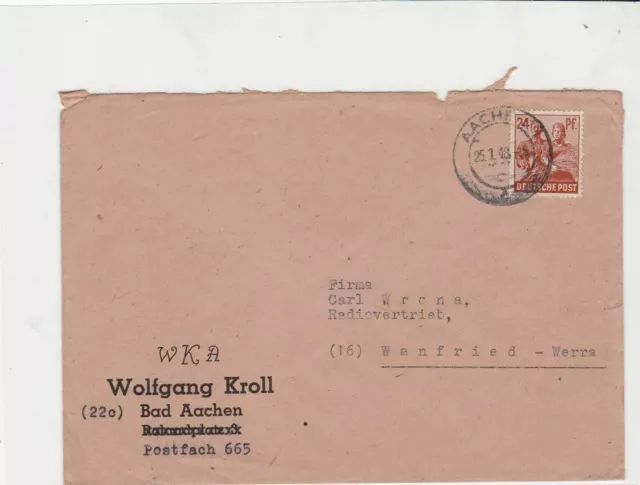 AACHEN
25.1.48
24 Pf.
DEUTSCHE POST
Firma
Carl Wrona,
Radiovertrieb,
(16) Wanfried - Werra
WKA
Wolfgang Kroll
(22c) Bad Aachen
Postfach 665